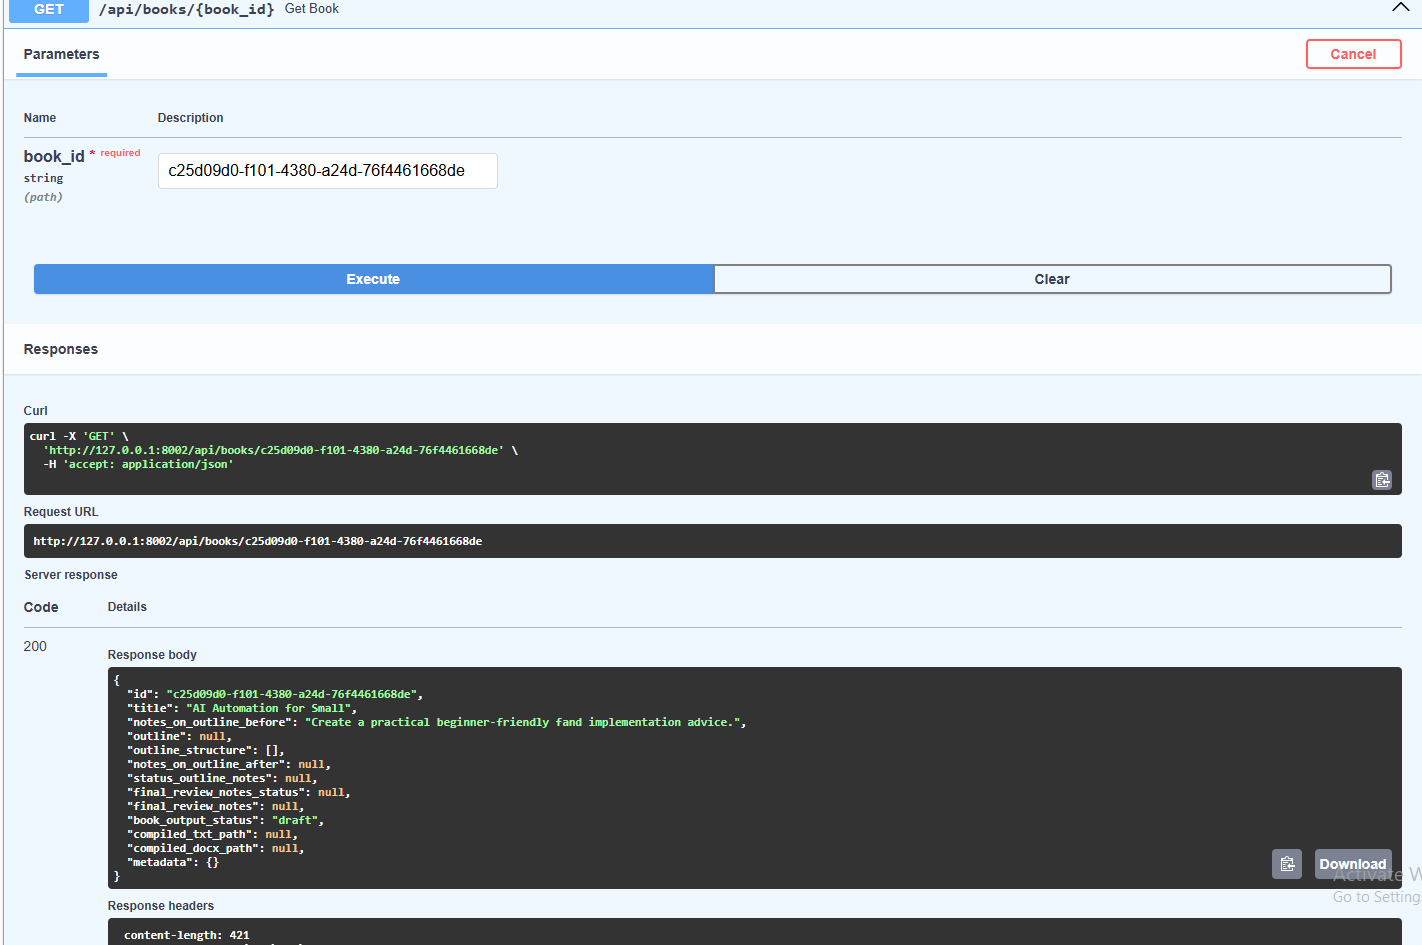 GET /api/books/{book_id} Get Book
Parameters
Cancel
Name Description
book_id * required
string
(path)
c25d09d0-f101-4380-a24d-76f4461668de
Execute Clear
Responses
Curl
curl -X 'GET' \
  'http://127.0.0.1:8002/api/books/c25d09d0-f101-4380-a24d-76f4461668de' \
  -H 'accept: application/json'
Request URL
http://127.0.0.1:8002/api/books/c25d09d0-f101-4380-a24d-76f4461668de
Server response
Code Details
200
Response body
{
  "id": "c25d09d0-f101-4380-a24d-76f4461668de",
  "title": "AI Automation for Small",
  "notes_on_outline_before": "Create a practical beginner-friendly fand implementation advice.",
  "outline": null,
  "outline_structure": [],
  "notes_on_outline_after": null,
  "status_outline_notes": null,
  "final_review_notes_status": null,
  "final_review_notes": null,
  "book_output_status": "draft",
  "compiled_txt_path": null,
  "compiled_docx_path": null,
  "metadata": {}
}
Download
Activate W
Go to Setting
Response headers
content-length: 421